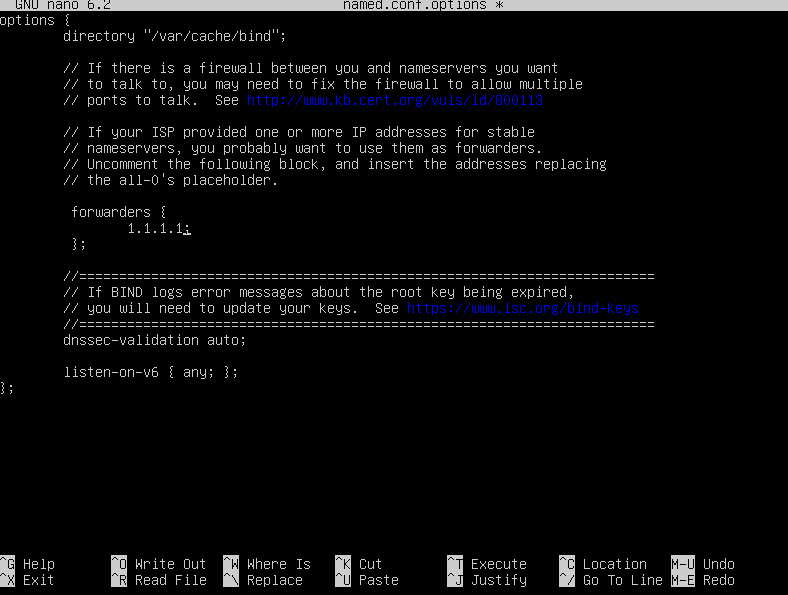 GNU nano 6.2 named.conf.options *
options {
directory "/var/cache/bind";
// If there is a firewall between you and nameservers you want
// to talk to, you may need to fix the firewall to allow multiple
// ports to talk.  See http://www.kb.cert.org/vuls/id/800113
// If your ISP provided one or more IP addresses for stable
// nameservers, you probably want to use them as forwarders.
// Uncomment the following block, and insert the addresses replacing
// the all-0's placeholder.
forwarders {
1.1.1.1;
};
//========================================================================
// If BIND logs error messages about the root key being expired,
// you will need to update your keys.  See https://www.isc.org/bind-keys
//========================================================================
dnssec-validation auto;
listen-on-v6 { any; };
};
^G Help ^O Write Out ^W Where Is ^K Cut ^T Execute ^C Location M-U Undo
^X Exit ^R Read File ^\ Replace ^U Paste ^J Justify ^/ Go To Line M-E Redo